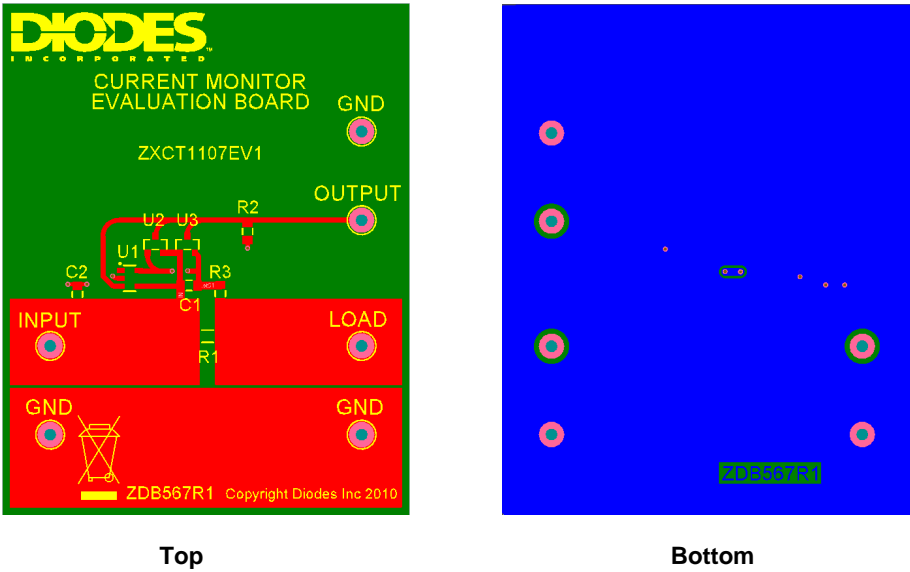 DIODES™
INCORPORATED
CURRENT MONITOR
EVALUATION BOARD
GND
ZXCT1107EV1
OUTPUT
R2
U2 U3
U1
C2
R3
C1
INPUT
LOAD
R1
GND
GND
ZDB567R1 Copyright Diodes Inc 2010
ZDB567R1
Top
Bottom